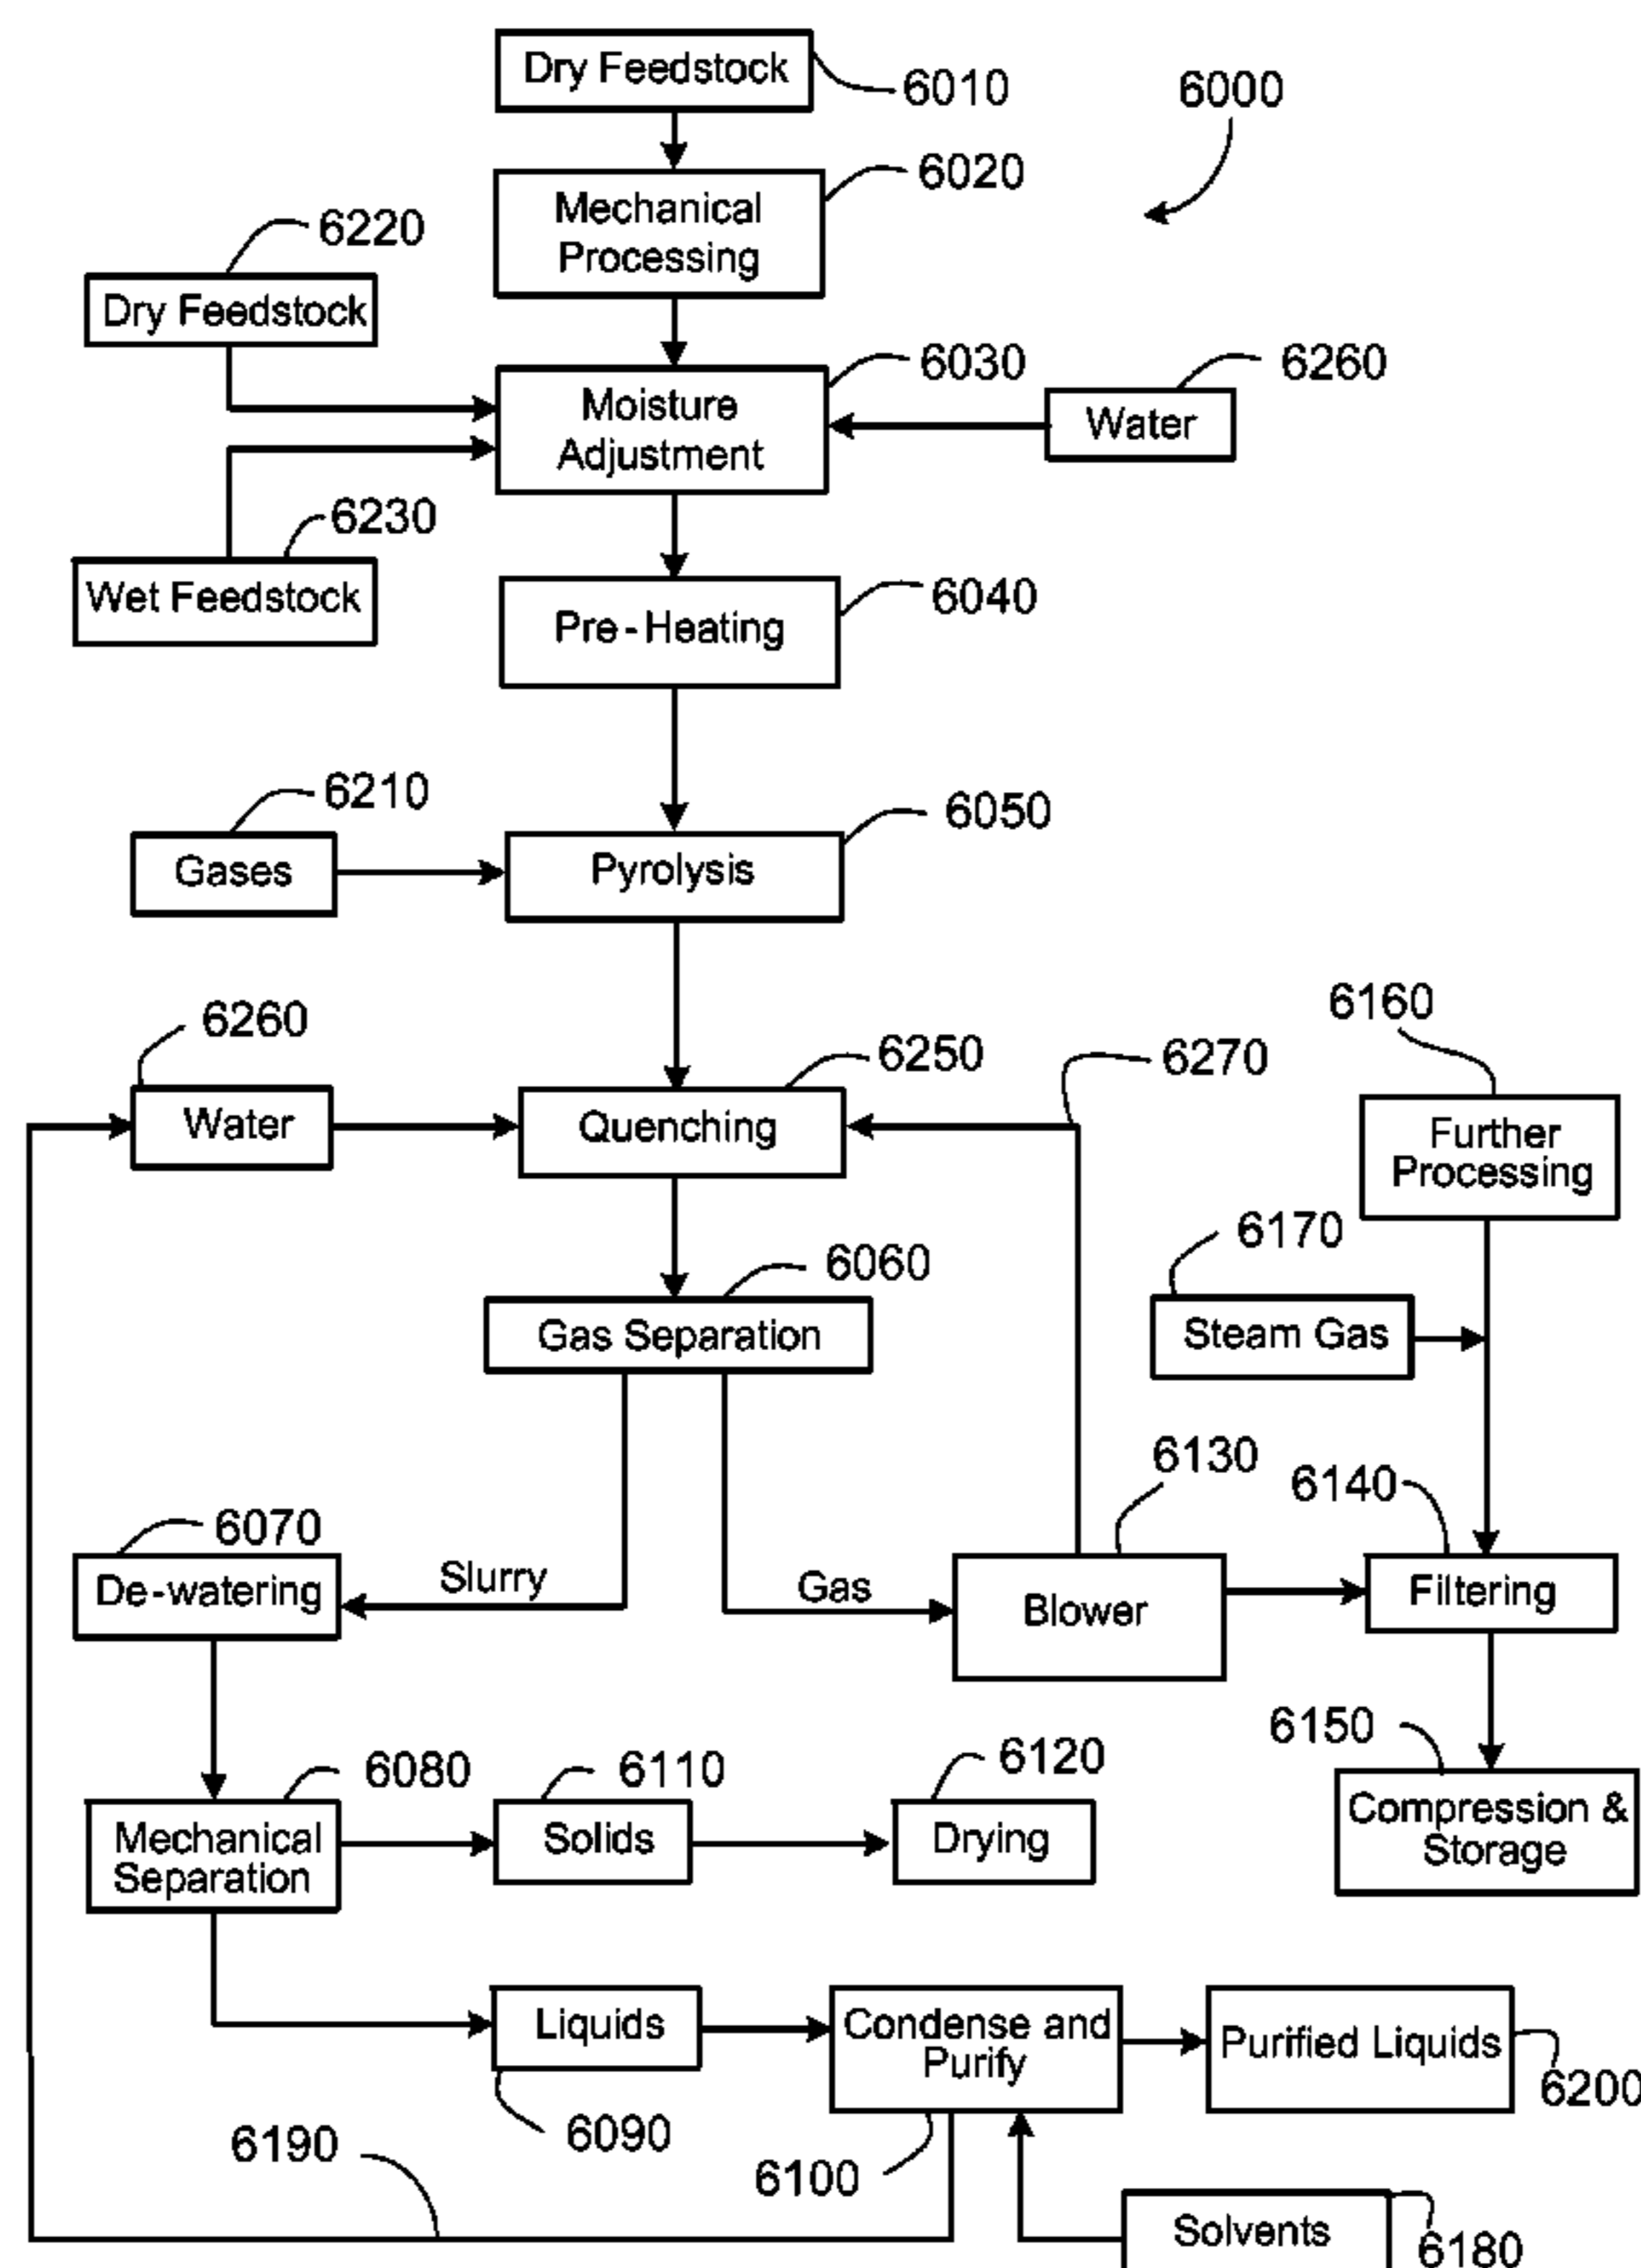 Dry Feedstock
6010
6000
Mechanical
Processing
6020
6220
Dry Feedstock
Moisture
Adjustment
6030
6260
Water
6230
Wet Feedstock
Pre-Heating
6040
6210
Gases
Pyrolysis
6050
6260
Water
Quenching
6250
6270
6160
Further
Processing
6170
Steam Gas
6060
Gas Separation
6130
6140
6070
De-watering
Slurry
Gas
Blower
Filtering
6150
Compression &
Storage
6080
Mechanical
Separation
6110
Solids
6120
Drying
Liquids
Condense and
Purify
Purified Liquids
6200
6090
6190
6100
Solvents
6180